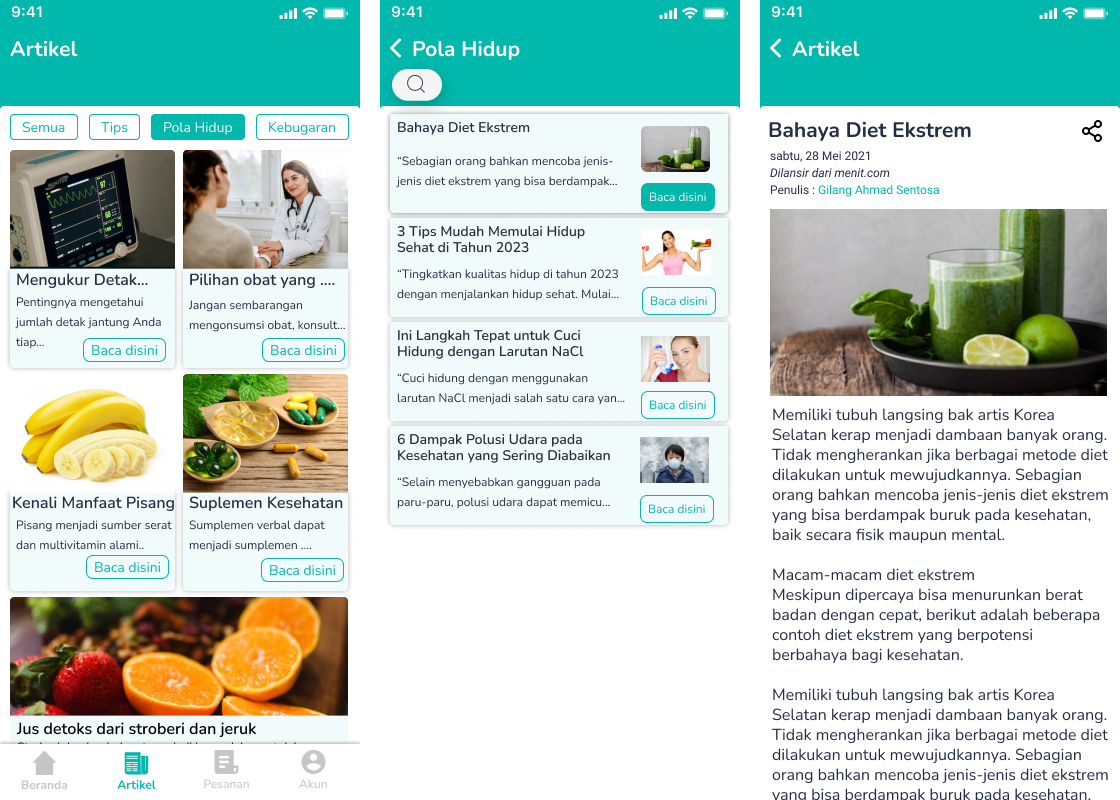 9:41
Artikel
Semua
Tips
Pola Hidup
Kebugaran
Mengukur Detak...
Pentingnya mengetahui
jumlah detak jantung Anda
tiap...
Baca disini
Pilihan obat yang ....
Jangan sembarangan
mengonsumsi obat, konsult...
Baca disini
Kenali Manfaat Pisang
Pisang menjadi sumber serat
dan multivitamin alami..
Baca disini
Suplemen Kesehatan
Sumplemen verbal dapat
menjadi sumplemen ....
Baca disini
Jus detoks dari stroberi dan jeruk
Beranda
Artikel
Pesanan
Akun
9:41
Pola Hidup
Bahaya Diet Ekstrem
“Sebagian orang bahkan mencoba jenis-
jenis diet ekstrem yang bisa berdampak...
Baca disini
3 Tips Mudah Memulai Hidup
Sehat di Tahun 2023
“Tingkatkan kualitas hidup di tahun 2023
dengan menjalankan hidup sehat. Mulai...
Baca disini
Ini Langkah Tepat untuk Cuci
Hidung dengan Larutan NaCl
“Cuci hidung dengan menggunakan
larutan NaCl menjadi salah satu cara yan...
Baca disini
6 Dampak Polusi Udara pada
Kesehatan yang Sering Diabaikan
“Selain menyebabkan gangguan pada
paru-paru, polusi udara dapat memicu...
Baca disini
9:41
Artikel
Bahaya Diet Ekstrem
sabtu, 28 Mei 2021
Dilansir dari menit.com
Penulis : Gilang Ahmad Sentosa
Memiliki tubuh langsing bak artis Korea
Selatan kerap menjadi dambaan banyak orang.
Tidak mengherankan jika berbagai metode diet
dilakukan untuk mewujudkannya. Sebagian
orang bahkan mencoba jenis-jenis diet ekstrem
yang bisa berdampak buruk pada kesehatan,
baik secara fisik maupun mental.
Macam-macam diet ekstrem
Meskipun dipercaya bisa menurunkan berat
badan dengan cepat, berikut adalah beberapa
contoh diet ekstrem yang berpotensi
berbahaya bagi kesehatan.
Memiliki tubuh langsing bak artis Korea
Selatan kerap menjadi dambaan banyak orang.
Tidak mengherankan jika berbagai metode diet
dilakukan untuk mewujudkannya. Sebagian
orang bahkan mencoba jenis-jenis diet ekstrem
yang bisa berdampak buruk pada kesehatan.